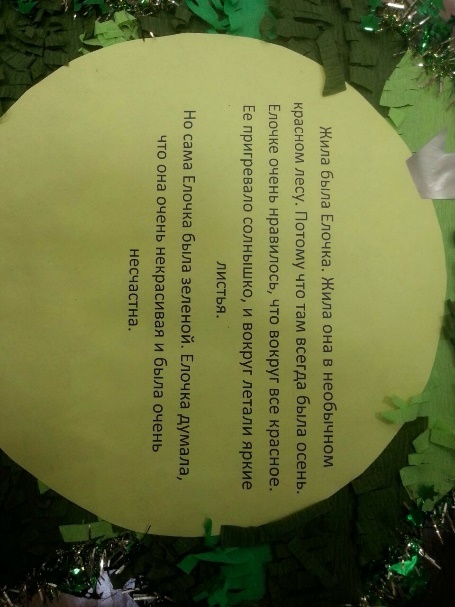 Жила была Елочка. Жила она в необычном
красном лесу. Потому что там всегда была осень.
Елочке очень нравилось, что вокруг все красное.
Ее пригревало солнышко, и вокруг летали яркие
листья.
Но сама Елочка была зеленой. Елочка думала,
что она очень некрасивая и была очень
несчастна.